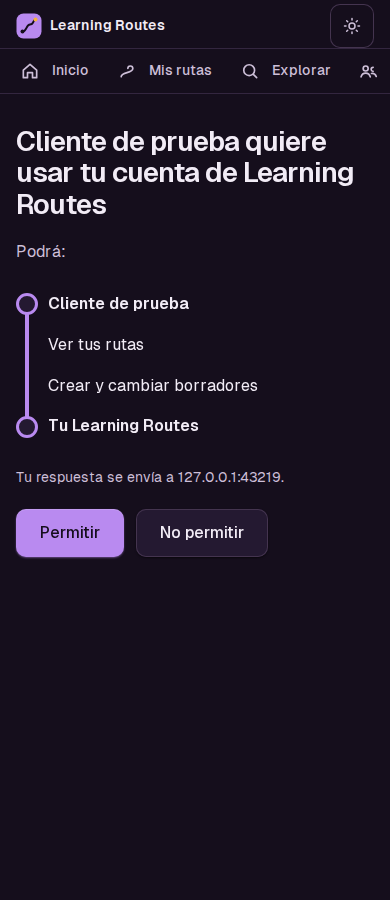 Learning Routes
Inicio
Mis rutas
Explorar
Cliente de prueba quiere
usar tu cuenta de Learning
Routes
Podrá:
Cliente de prueba
Ver tus rutas
Crear y cambiar borradores
Tu Learning Routes
Tu respuesta se envía a 127.0.0.1:43219.
Permitir
No permitir